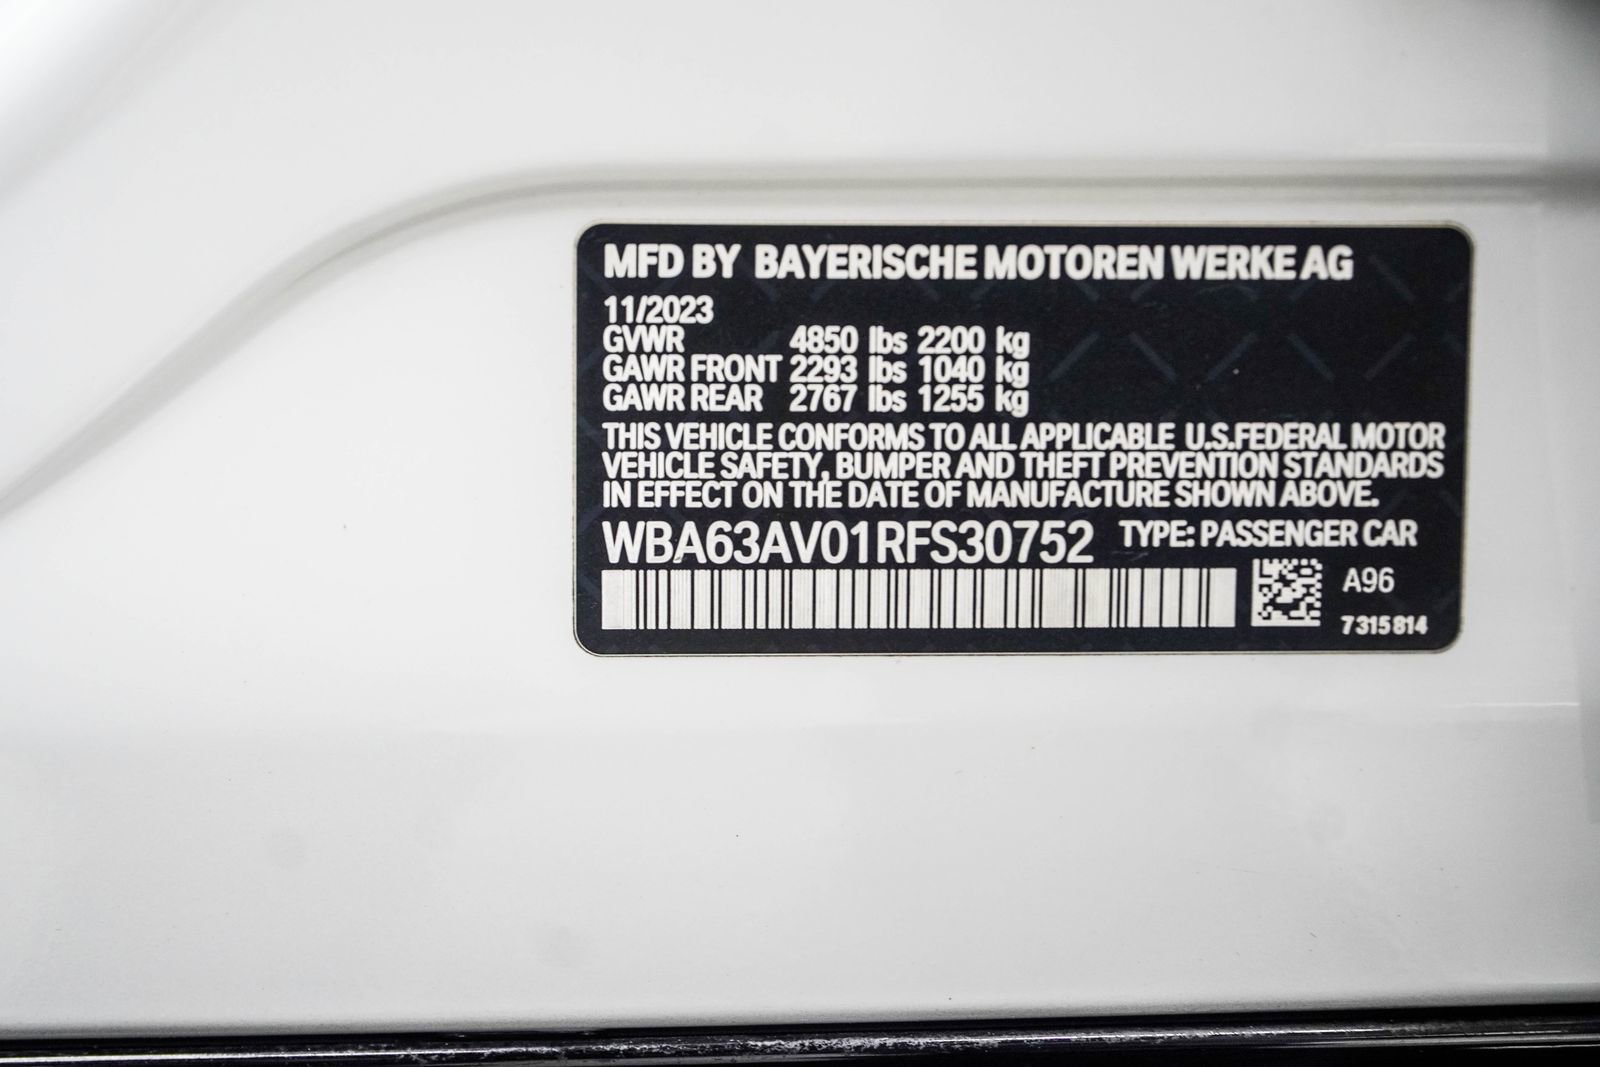 MFD BY BAYERISCHE MOTOREN WERKE AG
11/2023
GVWR 4850 lbs 2200 kg
GAWR FRONT 2293 lbs 1040 kg
GAWR REAR 2767 lbs 1255 kg
THIS VEHICLE CONFORMS TO ALL APPLICABLE U.S.FEDERAL MOTOR
VEHICLE SAFETY, BUMPER AND THEFT PREVENTION STANDARDS
IN EFFECT ON THE DATE OF MANUFACTURE SHOWN ABOVE.
WBA63AV01RFS30752 TYPE: PASSENGER CAR
A96
7315814